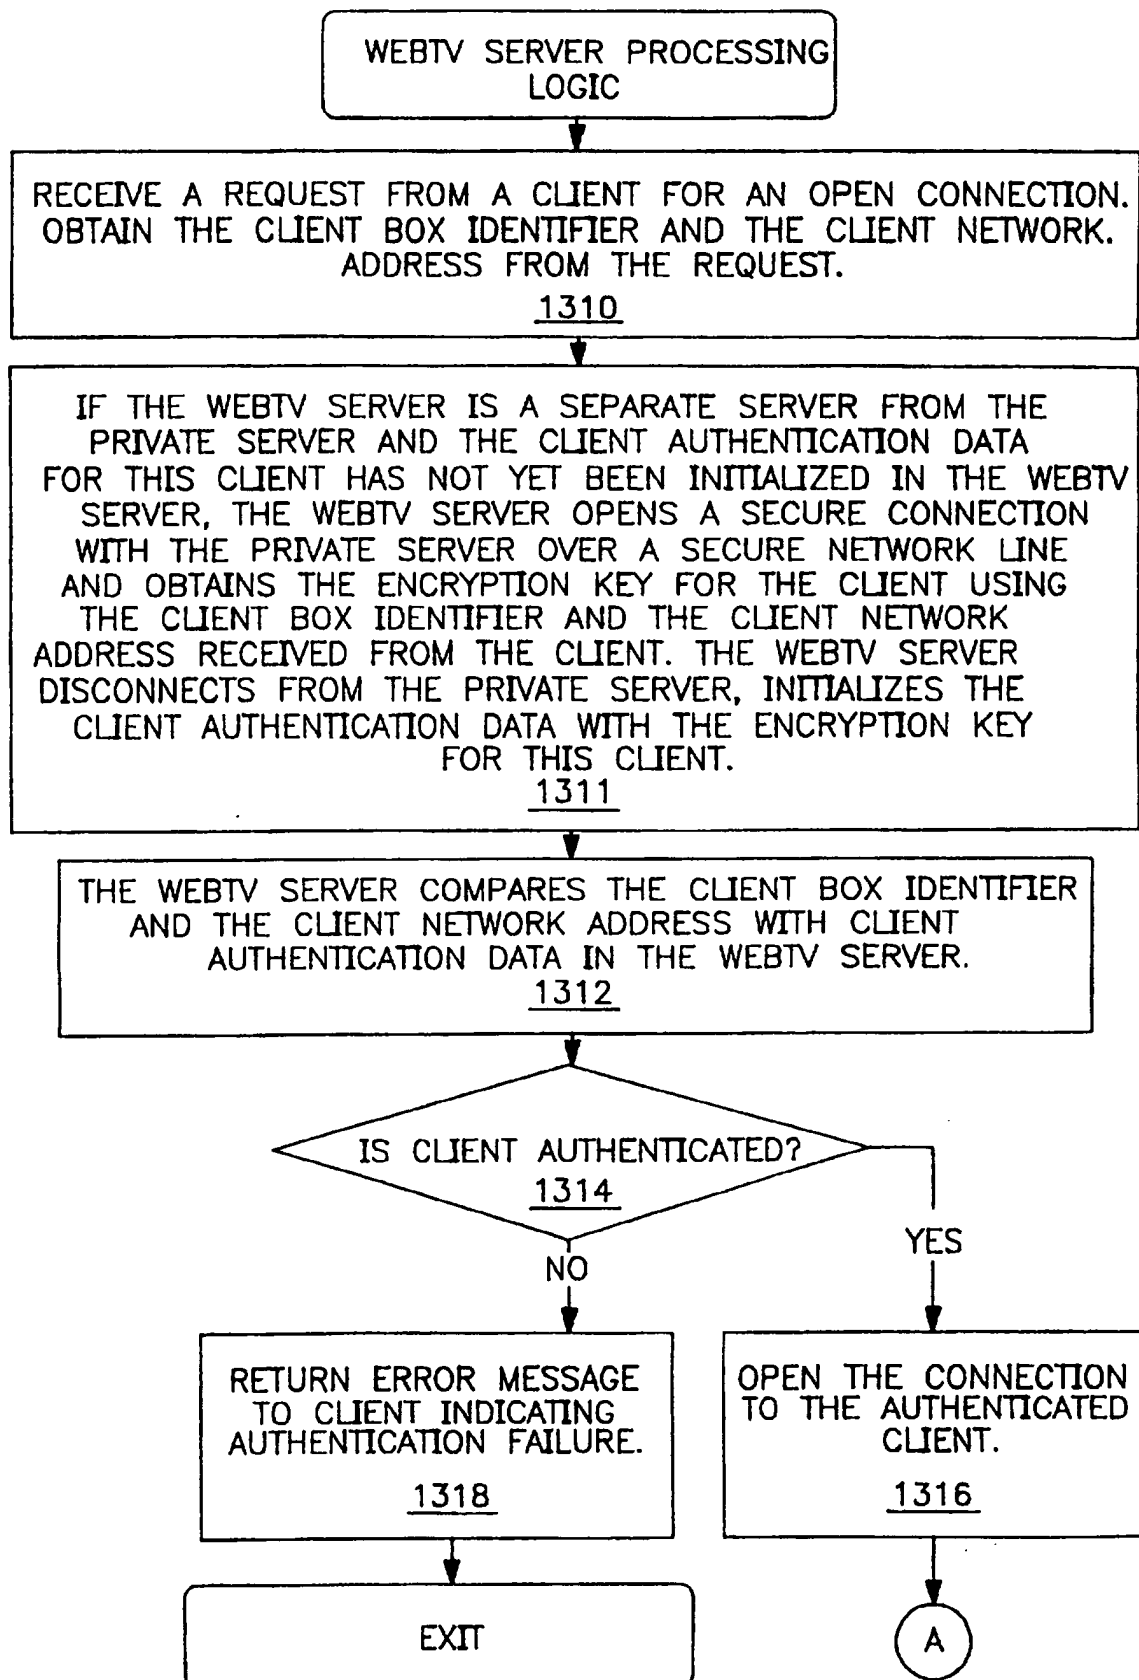 WEBTV SERVER PROCESSING
LOGIC
RECEIVE A REQUEST FROM A CLIENT FOR AN OPEN CONNECTION.
OBTAIN THE CLIENT BOX IDENTIFIER AND THE CLIENT NETWORK.
ADDRESS FROM THE REQUEST.
1310
IF THE WEBTV SERVER IS A SEPARATE SERVER FROM THE
PRIVATE SERVER AND THE CLIENT AUTHENTICATION DATA
FOR THIS CLIENT HAS NOT YET BEEN INITIALIZED IN THE WEBTV
SERVER, THE WEBTV SERVER OPENS A SECURE CONNECTION
WITH THE PRIVATE SERVER OVER A SECURE NETWORK LINE
AND OBTAINS THE ENCRYPTION KEY FOR THE CLIENT USING
THE CLIENT BOX IDENTIFIER AND THE CLIENT NETWORK
ADDRESS RECEIVED FROM THE CLIENT. THE WEBTV SERVER
DISCONNECTS FROM THE PRIVATE SERVER, INITIALIZES THE
CLIENT AUTHENTICATION DATA WITH THE ENCRYPTION KEY
FOR THIS CLIENT.
1311
THE WEBTV SERVER COMPARES THE CLIENT BOX IDENTIFIER
AND THE CLIENT NETWORK ADDRESS WITH CLIENT
AUTHENTICATION DATA IN THE WEBTV SERVER.
1312
IS CLIENT AUTHENTICATED?
1314
NO
YES
RETURN ERROR MESSAGE
TO CLIENT INDICATING
AUTHENTICATION FAILURE.
1318
OPEN THE CONNECTION
TO THE AUTHENTICATED
CLIENT.
1316
EXIT
A